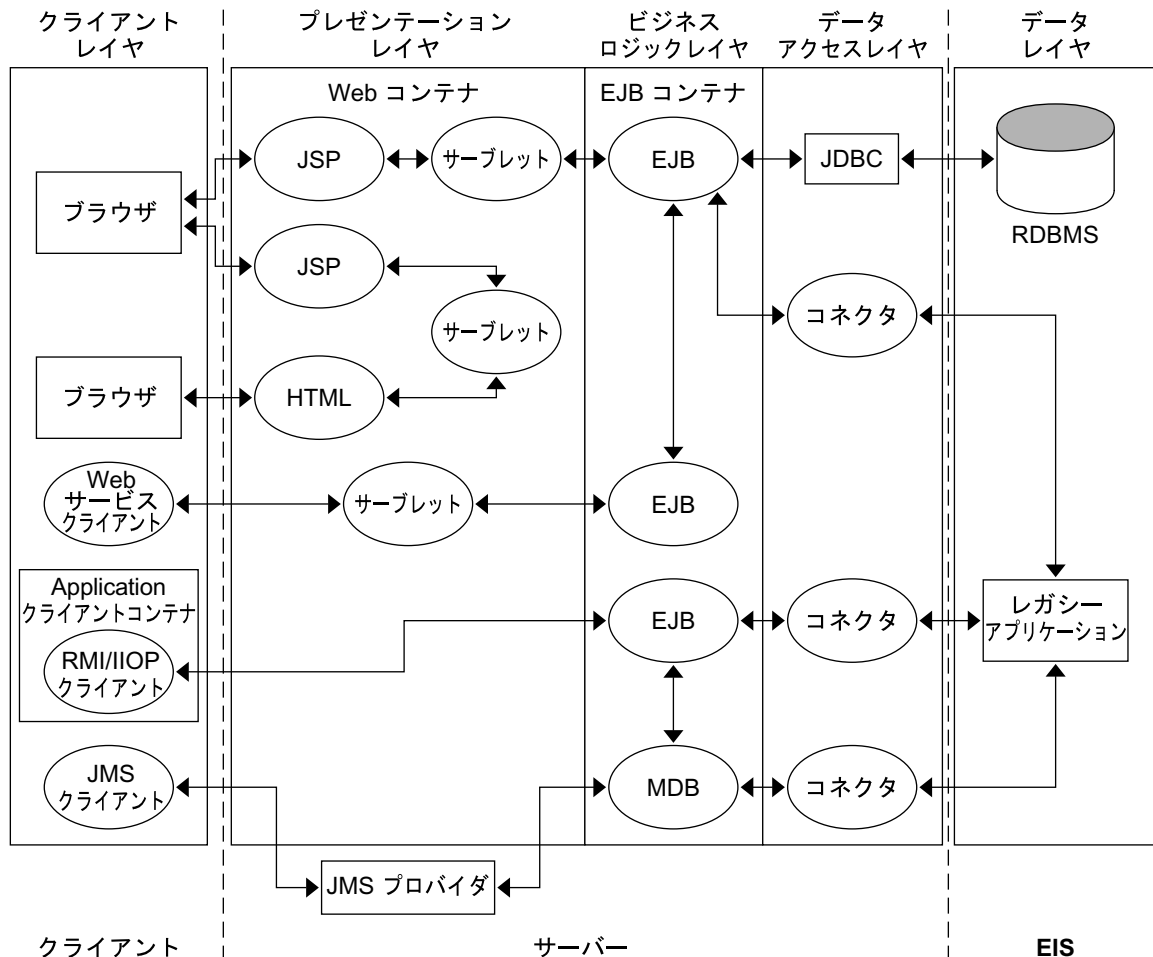 クライアント
レイヤ
プレゼンテーション
レイヤ
ビジネス
ロジックレイヤ
データ
アクセスレイヤ
データ
レイヤ
Web コンテナ
EJB コンテナ
JSP
サーブレット
EJB
JDBC
ブラウザ
RDBMS
JSP
サーブレット
コネクタ
ブラウザ
HTML
Web
サービス
クライアント
サーブレット
EJB
Application
クライアントコンテナ
RMI/IIOP
クライアント
EJB
コネクタ
レガシー
アプリケーション
JMS
クライアント
MDB
コネクタ
JMS プロバイダ
クライアント
サーバー
EIS